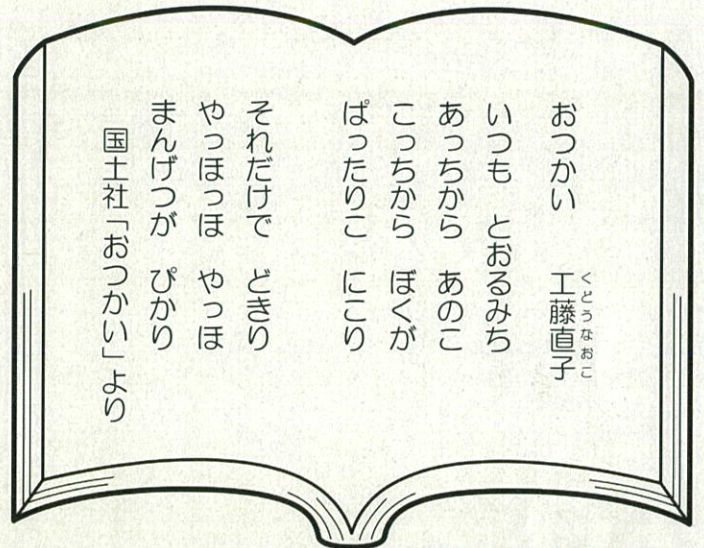 おつかい　工藤直子
くとうなおこ
いつも　とおるみち
あっちから　あのこ
こっちから　ぼくが
ぱったりこ　にこり
それだけで　どきり
やっほっほ　やっほ
まんげつが　ぴかり
国土社「おつかい」より